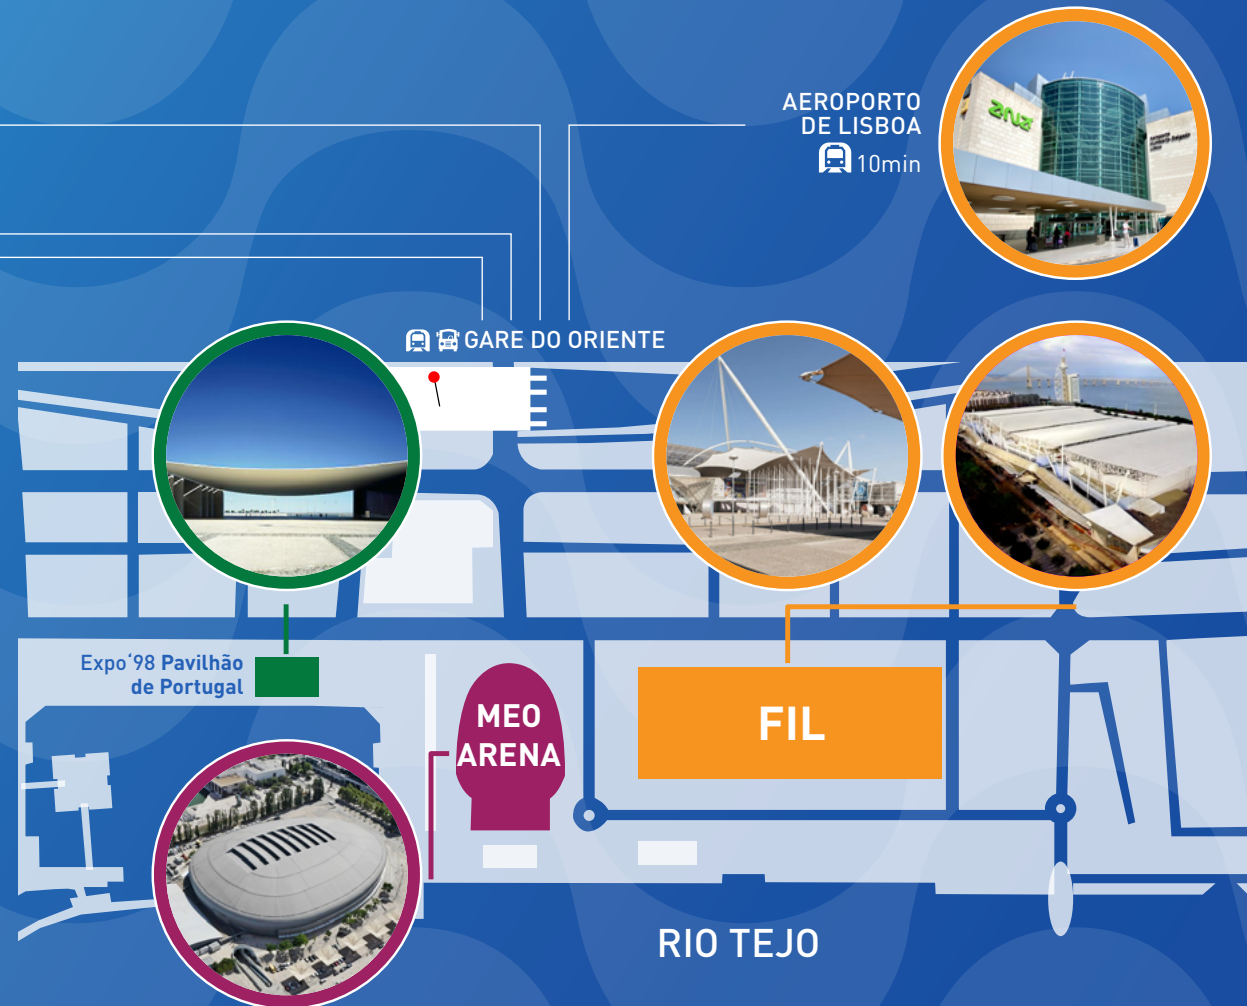 AEROPORTO
DE LISBOA
10min
GARE DO ORIENTE
Expo‘98 Pavilhão
de Portugal
MEO
ARENA
FIL
RIO TEJO